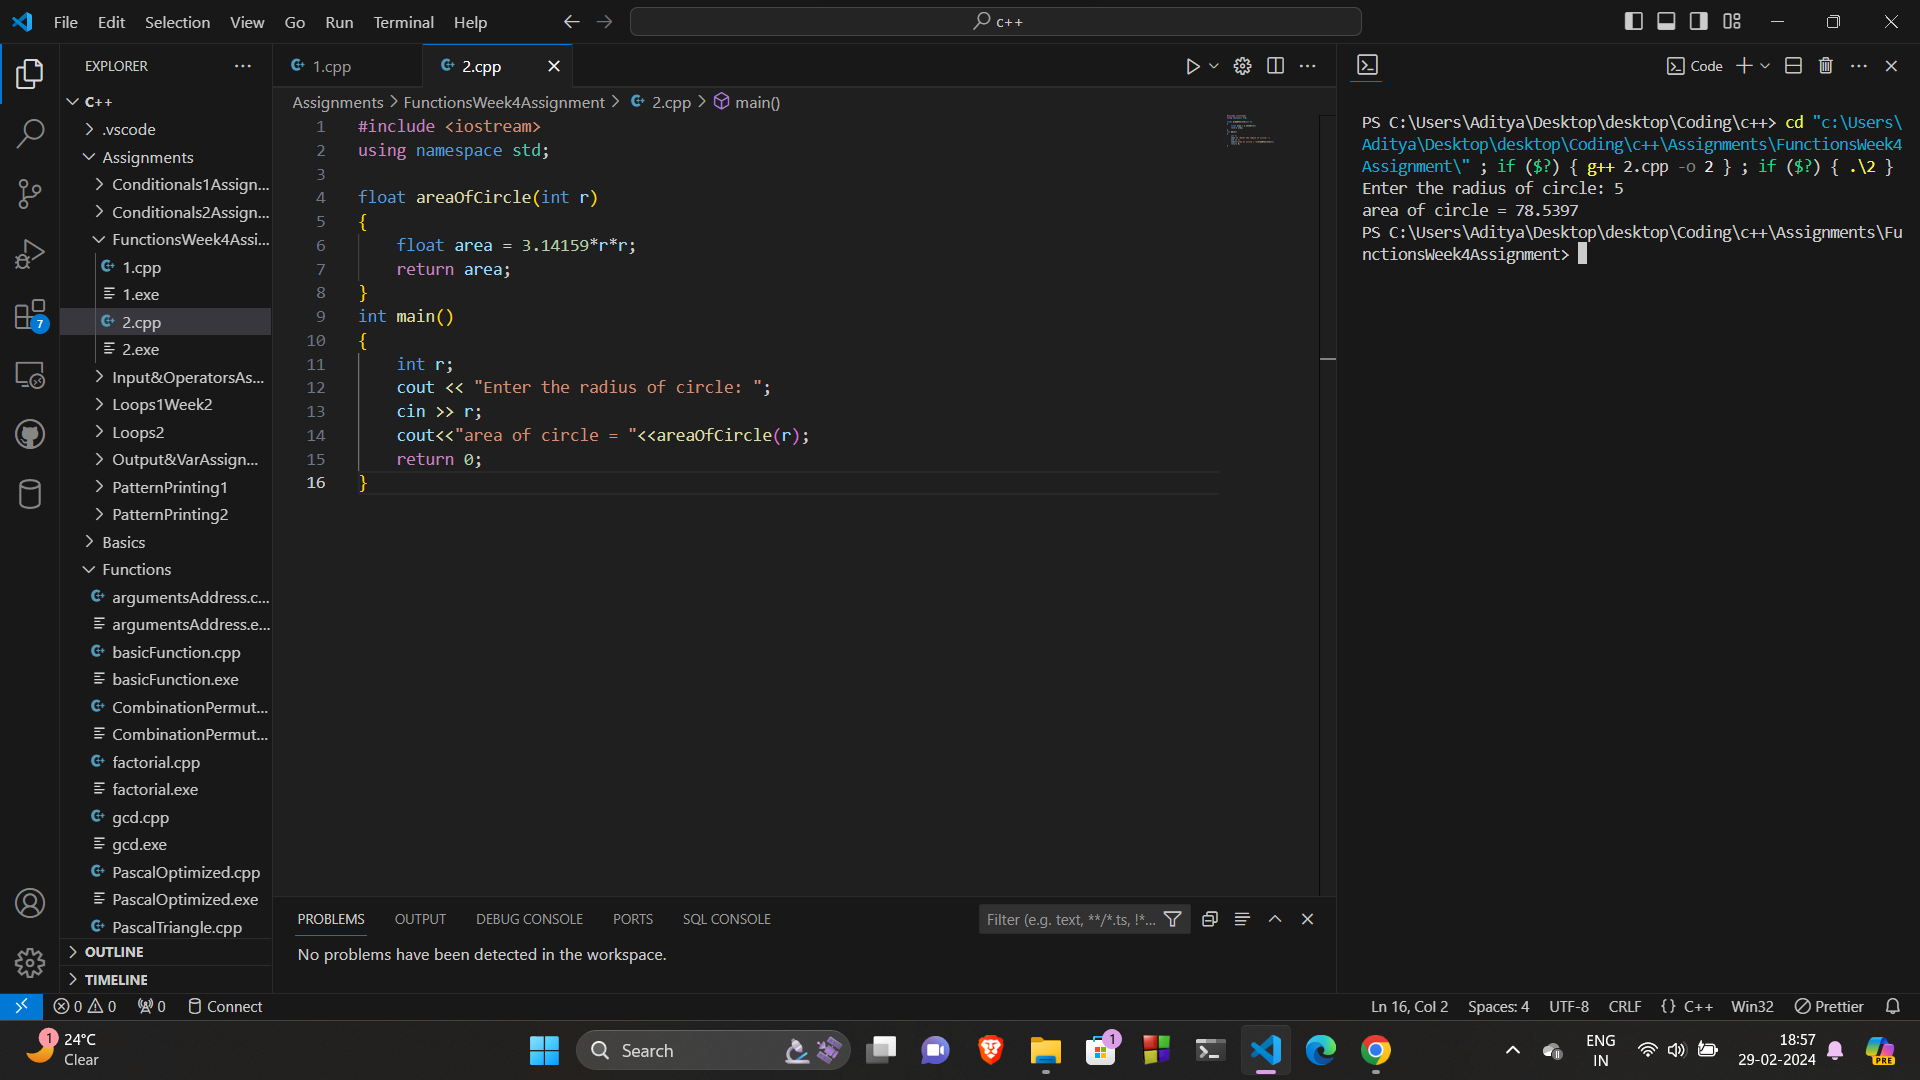 File Edit Selection View Go Run Terminal Help
c++
EXPLORER
C++
.vscode
Assignments
Conditionals1Assign...
Conditionals2Assign...
FunctionsWeek4Assi...
1.cpp
1.exe
2.cpp
2.exe
Input&OperatorsAs...
Loops1Week2
Loops2
Output&VarAssign...
PatternPrinting1
PatternPrinting2
Basics
Functions
argumentsAddress.c...
argumentsAddress.e...
basicFunction.cpp
basicFunction.exe
CombinationPermut...
CombinationPermut...
factorial.cpp
factorial.exe
gcd.cpp
gcd.exe
PascalOptimized.cpp
PascalOptimized.exe
PascalTriangle.cpp
OUTLINE
TIMELINE
7
1.cpp 2.cpp
Assignments > FunctionsWeek4Assignment > 2.cpp > main()
1 #include <iostream>
2 using namespace std;
3
4 float areaOfCircle(int r)
5 {
6 float area = 3.14159*r*r;
7 return area;
8 }
9 int main()
10 {
11 int r;
12 cout << "Enter the radius of circle: ";
13 cin >> r;
14 cout<<"area of circle = "<<areaOfCircle(r);
15 return 0;
16 }
Code
PS C:\Users\Aditya\Desktop\desktop\Coding\c++> cd "c:\Users\
Aditya\Desktop\desktop\Coding\c++\Assignments\FunctionsWeek4
Assignment\" ; if ($?) { g++ 2.cpp -o 2 } ; if ($?) { .\2 }
Enter the radius of circle: 5
area of circle = 78.5397
PS C:\Users\Aditya\Desktop\desktop\Coding\c++\Assignments\Fu
nctionsWeek4Assignment>
PROBLEMS OUTPUT DEBUG CONSOLE PORTS SQL CONSOLE
Filter (e.g. text, **/*.ts, !*...
No problems have been detected in the workspace.
0 0 0 Connect
Ln 16, Col 2 Spaces: 4 UTF-8 CRLF {} C++ Win32 Prettier
1
24°C
Clear
Search
1
ENG
IN
18:57
29-02-2024
PRE